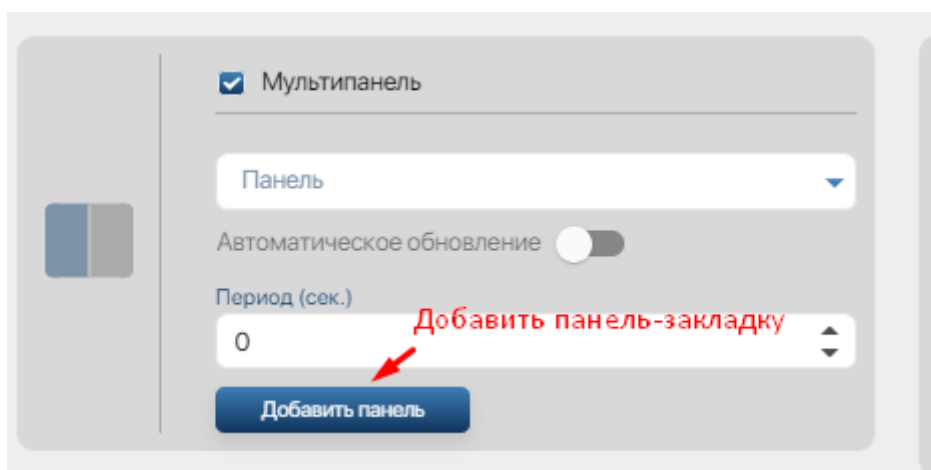 Мультипанель
Панель
Автоматическое обновление
Период (сек.)
Добавить панель-закладку
0
Добавить панель